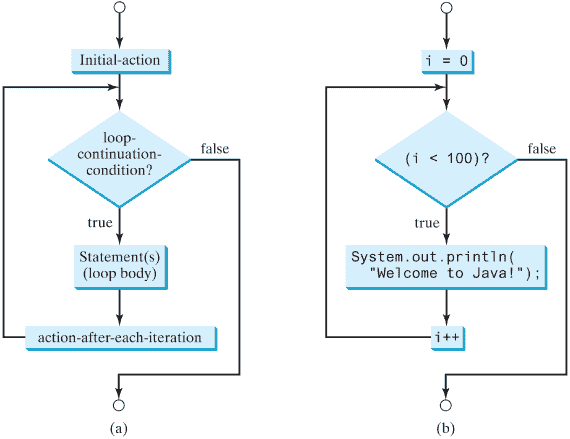 Initial-action
loop-
continuation-
condition?
false
true
Statement(s)
(loop body)
action-after-each-iteration
(a)
i = 0
(i < 100)?
false
true
System.out.println(
"Welcome to Java!");
i++
(b)